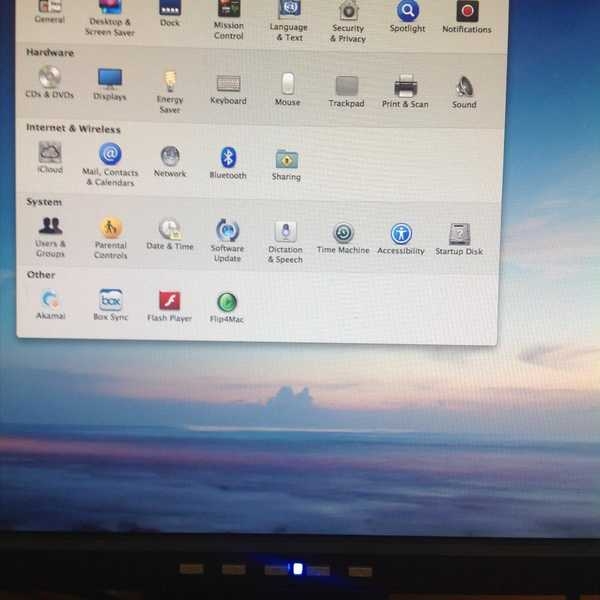 General
Desktop &
Screen Saver
Dock
Mission
Control
Language
& Text
Security
& Privacy
Spotlight
Notifications
Hardware
CDs & DVDs
Displays
Energy
Saver
Keyboard
Mouse
Trackpad
Print & Scan
Sound
Internet & Wireless
iCloud
Mail, Contacts
& Calendars
Network
Bluetooth
Sharing
System
Users &
Groups
Parental
Controls
Date & Time
Software
Update
Dictation
& Speech
Time Machine
Accessibility
Startup Disk
Other
Akamai
box
Box Sync
Flash Player
Flip4Mac